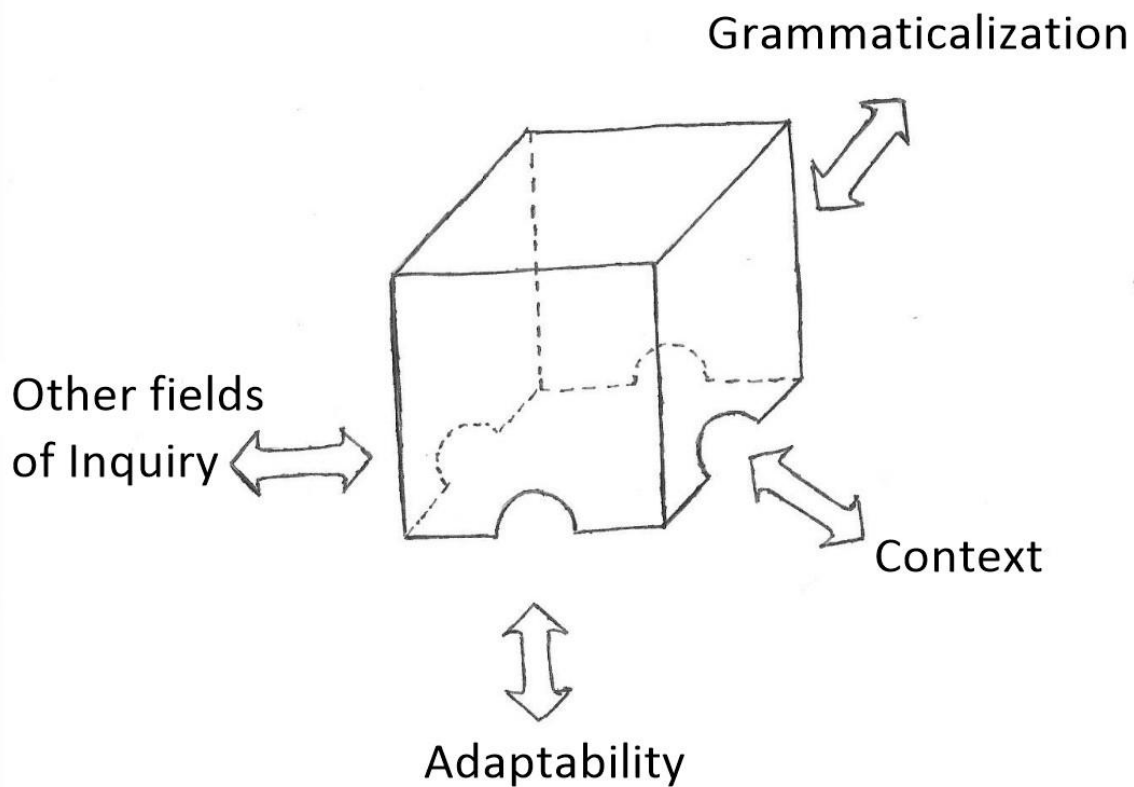 Grammaticalization
Other fields
of Inquiry
Context
Adaptability